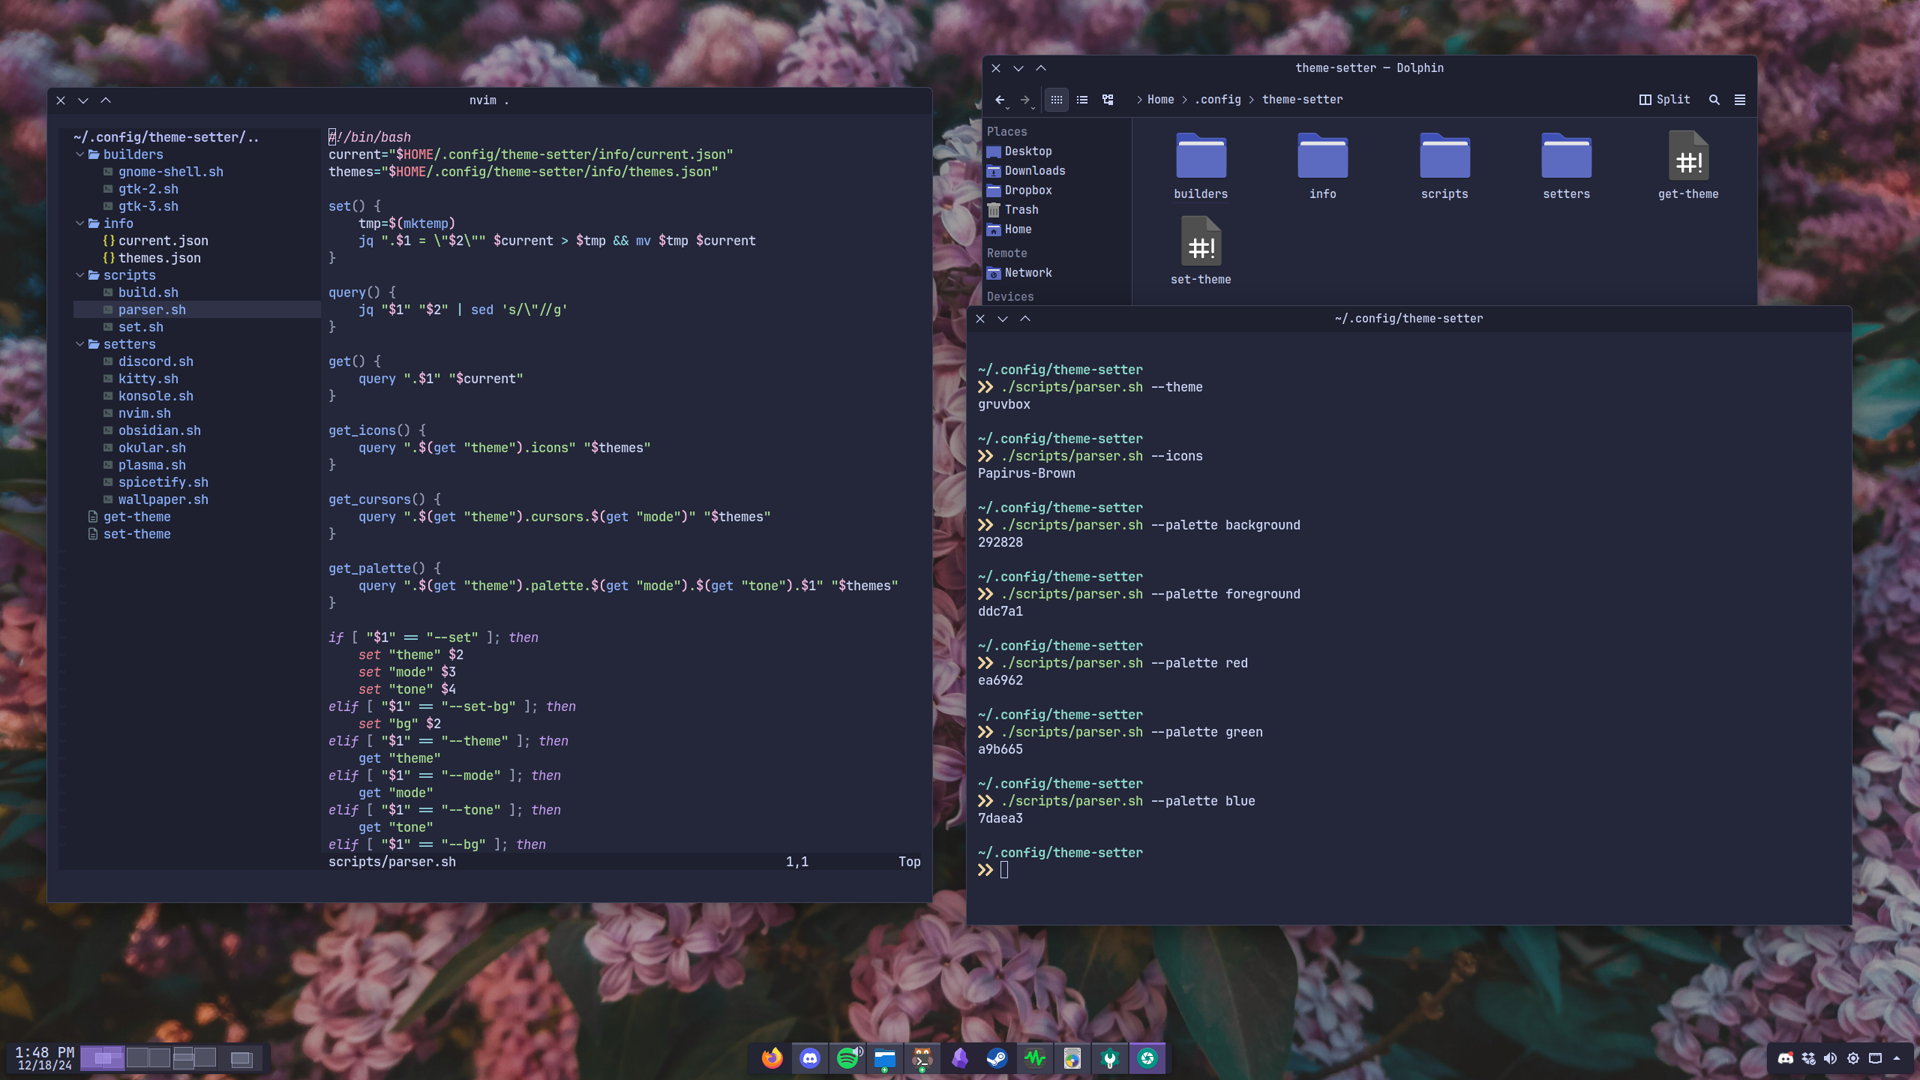 nvim .
~/.config/theme-setter/..
builders
gnome-shell.sh
gtk-2.sh
gtk-3.sh
info
{} current.json
{} themes.json
scripts
build.sh
parser.sh
set.sh
setters
discord.sh
kitty.sh
konsole.sh
nvim.sh
obsidian.sh
okular.sh
plasma.sh
spicetify.sh
wallpaper.sh
get-theme
set-theme
#!/bin/bash
current="$HOME/.config/theme-setter/info/current.json"
themes="$HOME/.config/theme-setter/info/themes.json"
set() {
    tmp=$(mktemp)
    jq ".$1 = \"$2\"" $current > $tmp && mv $tmp $current
}
query() {
    jq "$1" "$2" | sed 's/\"//g'
}
get() {
    query ".$1" "$current"
}
get_icons() {
    query ".$(get "theme").icons" "$themes"
}
get_cursors() {
    query ".$(get "theme").cursors.$(get "mode")" "$themes"
}
get_palette() {
    query ".$(get "theme").palette.$(get "mode").$(get "tone").$1" "$themes"
}
if [ "$1" == "--set" ]; then
    set "theme" $2
    set "mode" $3
    set "tone" $4
elif [ "$1" == "--set-bg" ]; then
    set "bg" $2
elif [ "$1" == "--theme" ]; then
    get "theme"
elif [ "$1" == "--mode" ]; then
    get "mode"
elif [ "$1" == "--tone" ]; then
    get "tone"
elif [ "$1" == "--bg" ]; then
scripts/parser.sh 1,1 Top
theme-setter — Dolphin
Home > .config > theme-setter
Split
Places
Desktop
Downloads
Dropbox
Trash
Home
Remote
Network
Devices
#!
builders info scripts setters get-theme
#!
set-theme
~/.config/theme-setter
~/.config/theme-setter
./scripts/parser.sh --theme
gruvbox
~/.config/theme-setter
./scripts/parser.sh --icons
Papirus-Brown
~/.config/theme-setter
./scripts/parser.sh --palette background
292828
~/.config/theme-setter
./scripts/parser.sh --palette foreground
ddc7a1
~/.config/theme-setter
./scripts/parser.sh --palette red
ea6962
~/.config/theme-setter
./scripts/parser.sh --palette green
a9b665
~/.config/theme-setter
./scripts/parser.sh --palette blue
7daea3
~/.config/theme-setter
1:48 PM
12/18/24